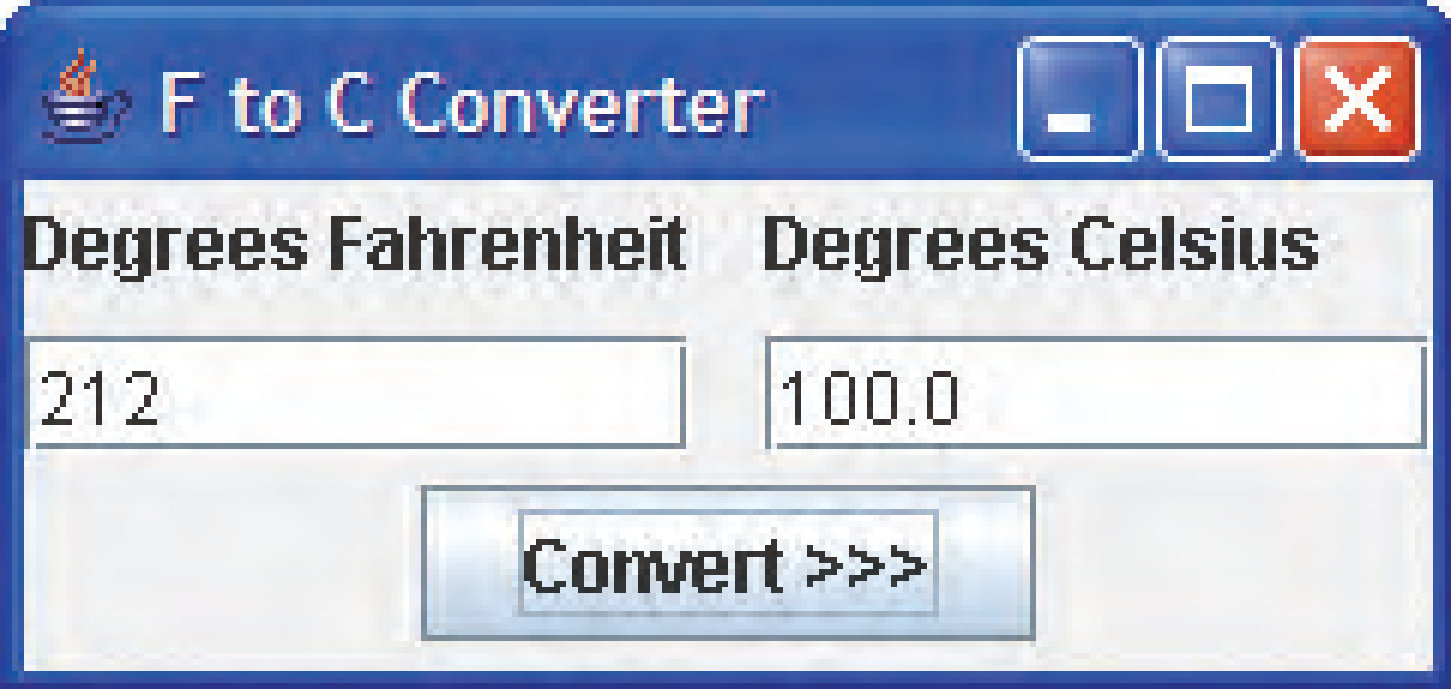 F to C Converter
Degrees Fahrenheit Degrees Celsius
212 100.0
Convert >>>